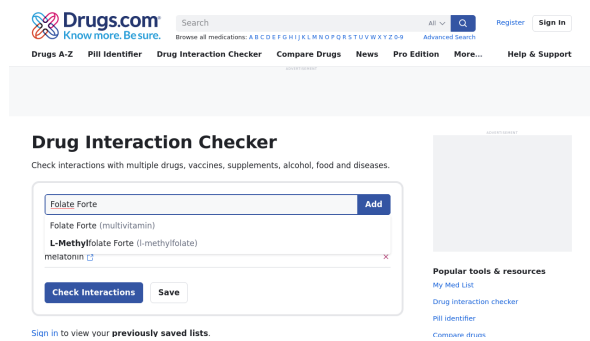 Drugs.com®
Know more. Be sure.
Search
All
Register
Sign In
Browse all medications: A B C D E F G H I J K L M N O P Q R S T U V W X Y Z 0-9
Advanced Search
Drugs A-Z
Pill Identifier
Drug Interaction Checker
Compare Drugs
News
Pro Edition
More...
Help & Support
ADVERTISEMENT
ADVERTISEMENT
Drug Interaction Checker
Check interactions with multiple drugs, vaccines, supplements, alcohol, food and diseases.
Folate Forte
Add
Folate Forte (multivitamin)
L-Methylfolate Forte (l-methylfolate)
melatonin
Check Interactions
Save
Sign in to view your previously saved lists.
Popular tools & resources
My Med List
Drug interaction checker
Pill identifier
Compare drugs